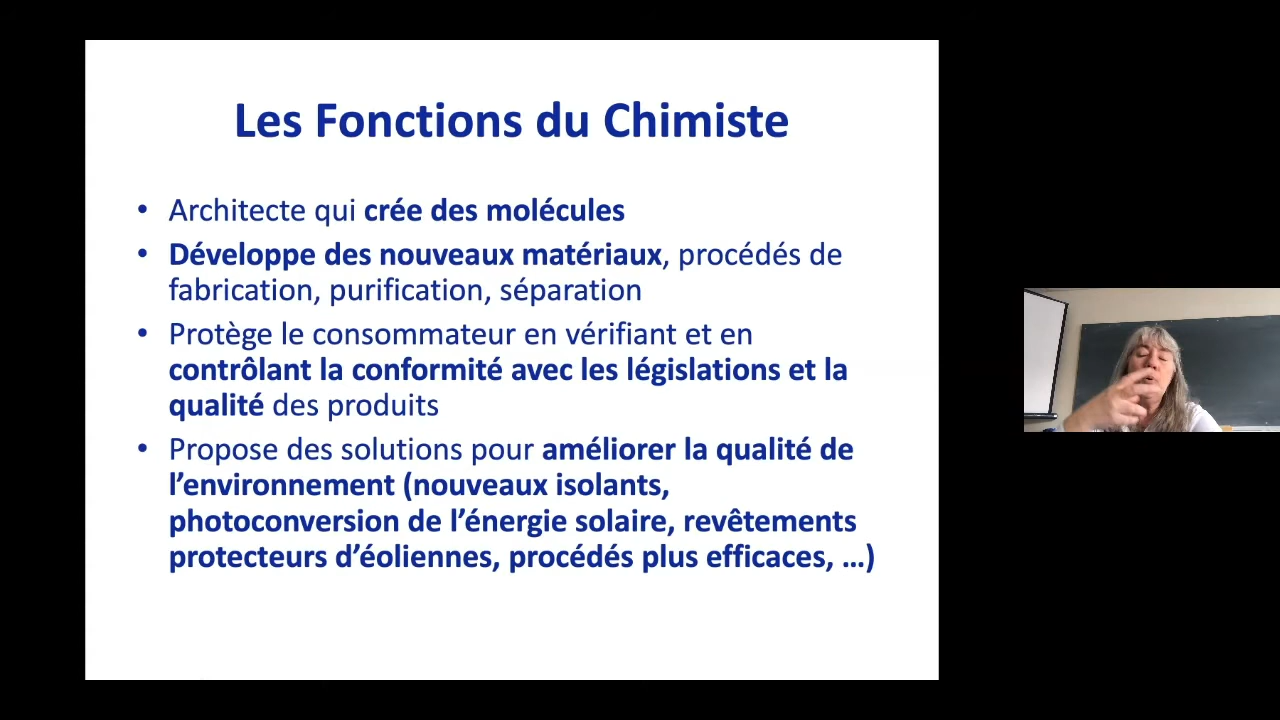 Les Fonctions du Chimiste
• Architecte qui crée des molécules
• Développe des nouveaux matériaux, procédés de
fabrication, purification, séparation
• Protège le consommateur en vérifiant et en
contrôlant la conformité avec les législations et la
qualité des produits
• Propose des solutions pour améliorer la qualité de
l’environnement (nouveaux isolants,
photoconversion de l’énergie solaire, revêtements
protecteurs d’éoliennes, procédés plus efficaces, …)